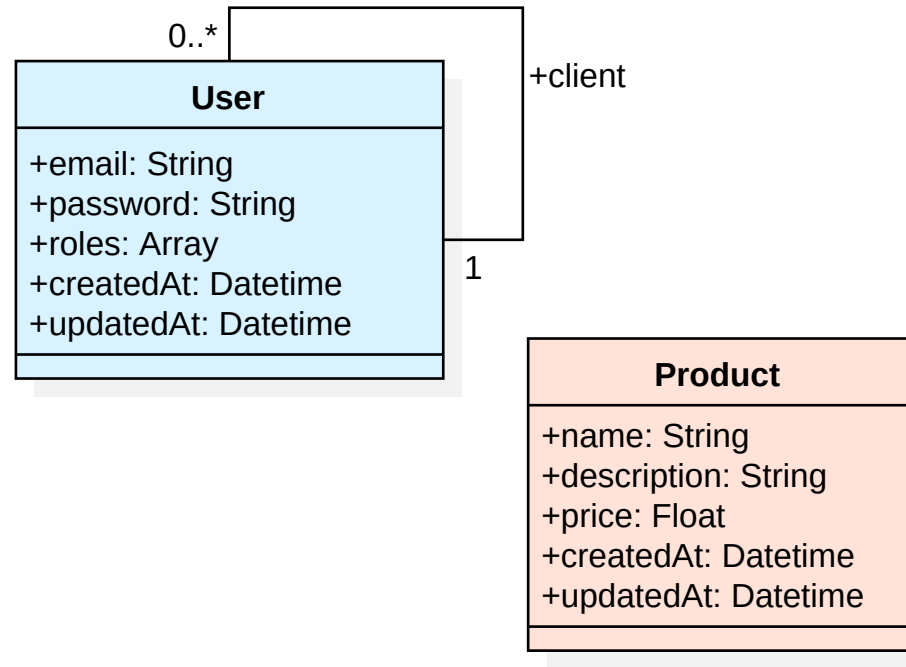 0..*
+client
User
+email: String
+password: String
+roles: Array
+createdAt: Datetime
+updatedAt: Datetime
1
Product
+name: String
+description: String
+price: Float
+createdAt: Datetime
+updatedAt: Datetime